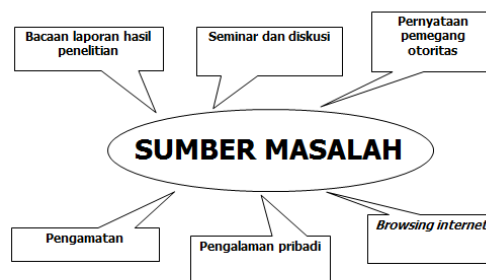 Bacaan laporan hasil
penelitian
Seminar dan diskusi
Pernyataan
pemegang
otoritas
SUMBER MASALAH
Pengamatan
Pengalaman pribadi
Browsing internet